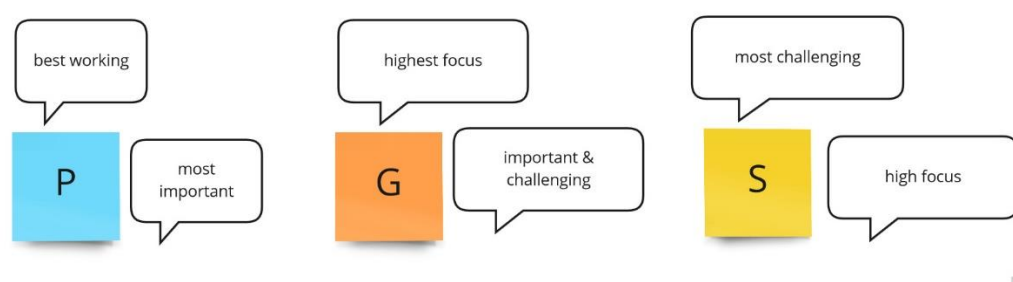 best working
P
most
important
highest focus
G
important &
challenging
most challenging
S
high focus